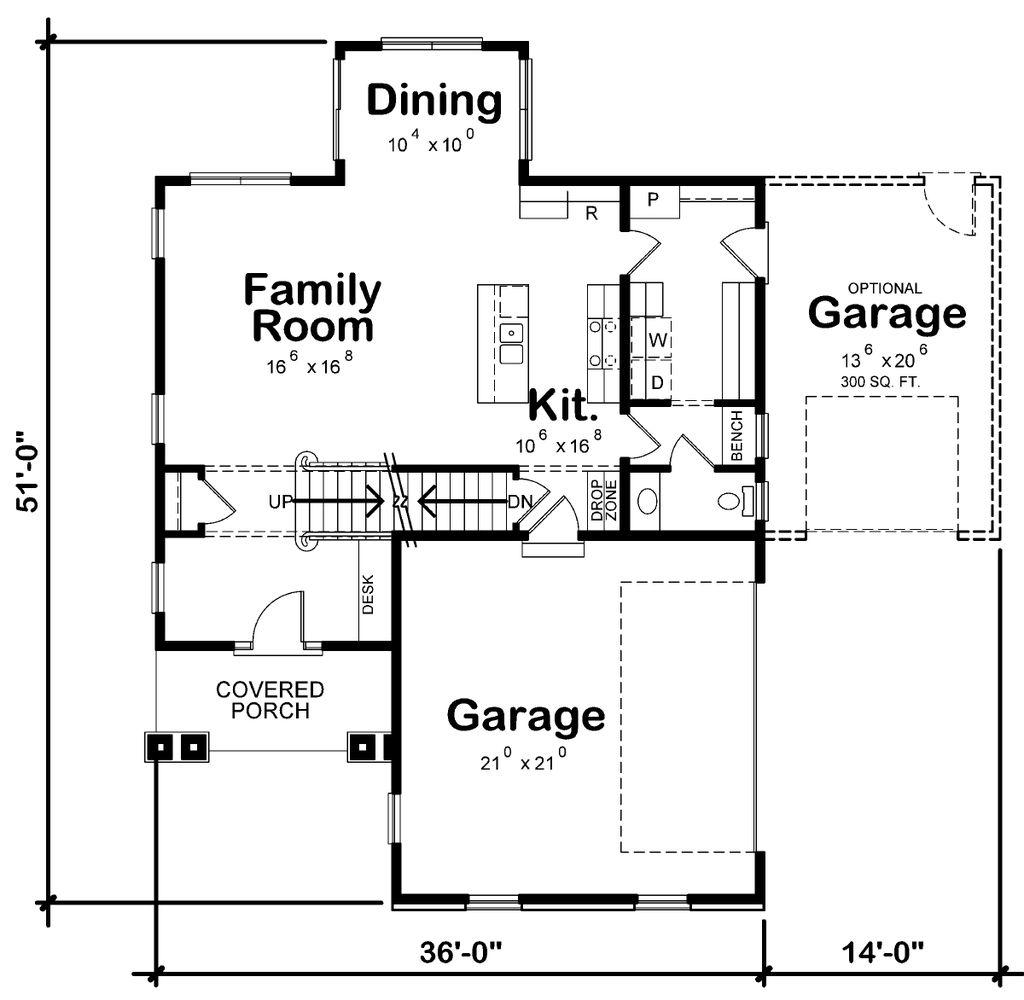 Dining
10 4 x 10 0
R
P
Family
Room
16 6 x 16 8
OPTIONAL
Garage
13 6 x 20 6
300 SQ. FT.
W
D
Kit.
10 6 x 16 8
BENCH
51'-0"
UP
DN
DROP
ZONE
DESK
COVERED
PORCH
Garage
21 0 x 21 0
36'-0"
14'-0"